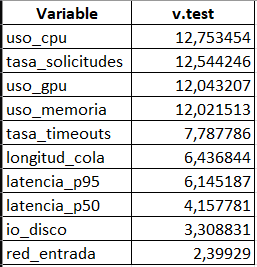 Variable v.test
uso_cpu 12,753454
tasa_solicitudes 12,544246
uso_gpu 12,043207
uso_memoria 12,021513
tasa_timeouts 7,787786
longitud_cola 6,436844
latencia_p95 6,145187
latencia_p50 4,157781
io_disco 3,308831
red_entrada 2,39929